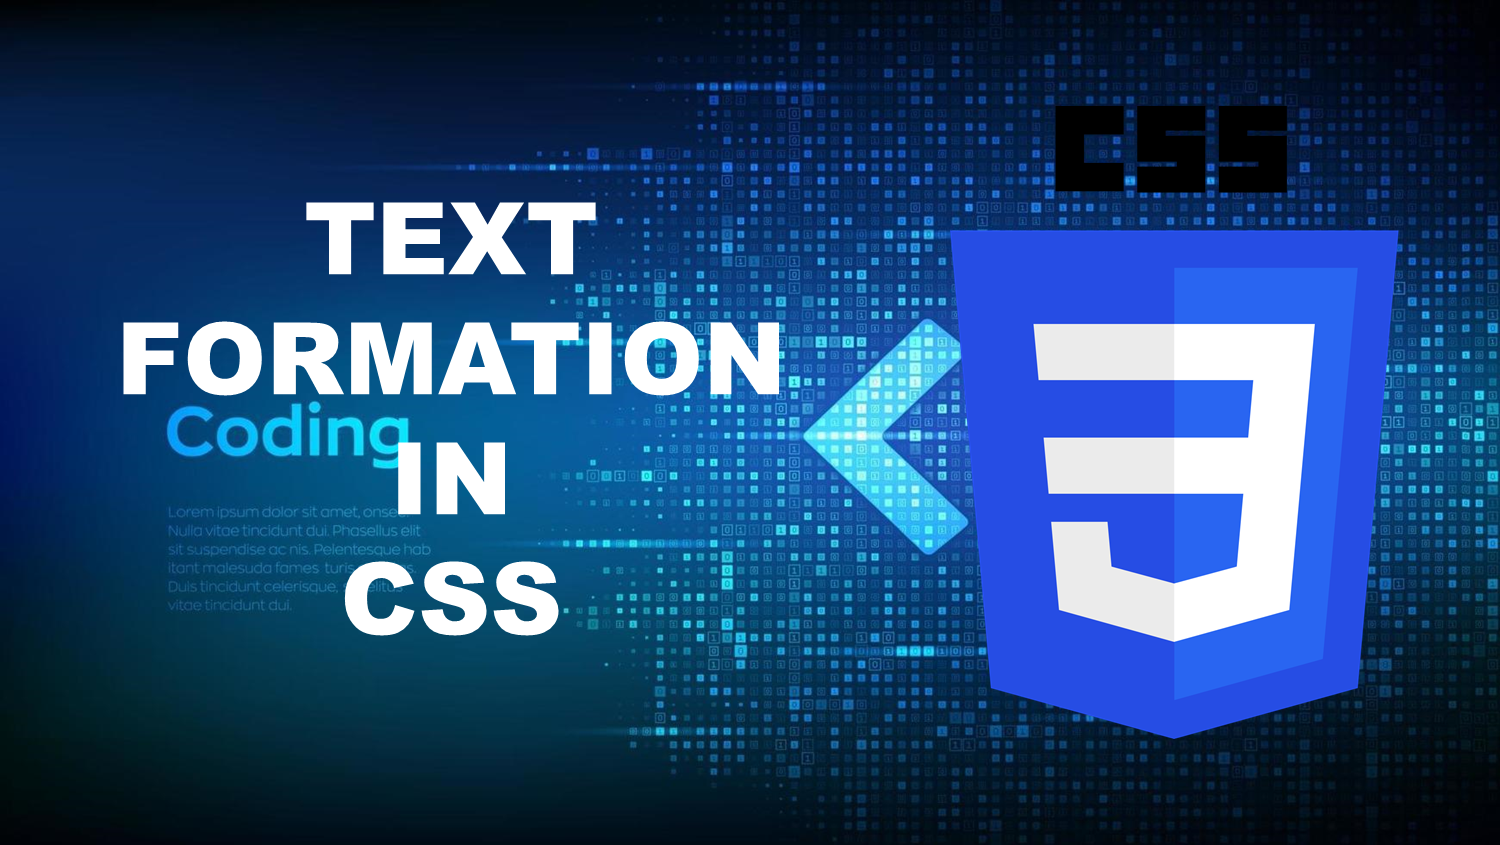 TEXT
FORMATION
IN
CSS
Coding
Lorem ipsum dolor sit amet,
Nulla vitae tincidunt dui. Phasellus elit
sit suspendise ac nis. Pelentesque hab
itant malesuda fames
Duis tincidunt celerisque,
vitae tincidunt dui.
CSS
3